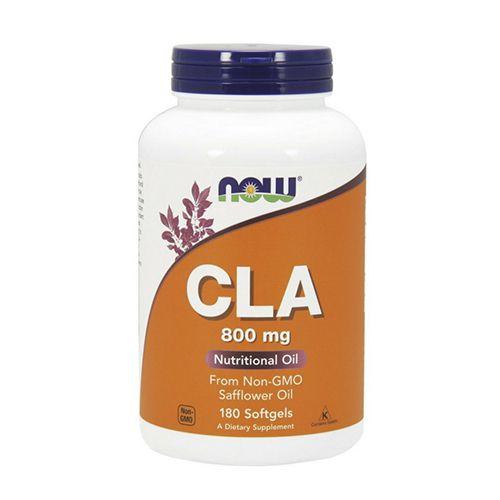 NOW®
CLA
800 mg
Nutritional Oil
From Non-GMO
Safflower Oil
180 Softgels
A Dietary Supplement
Non-
GMO
K